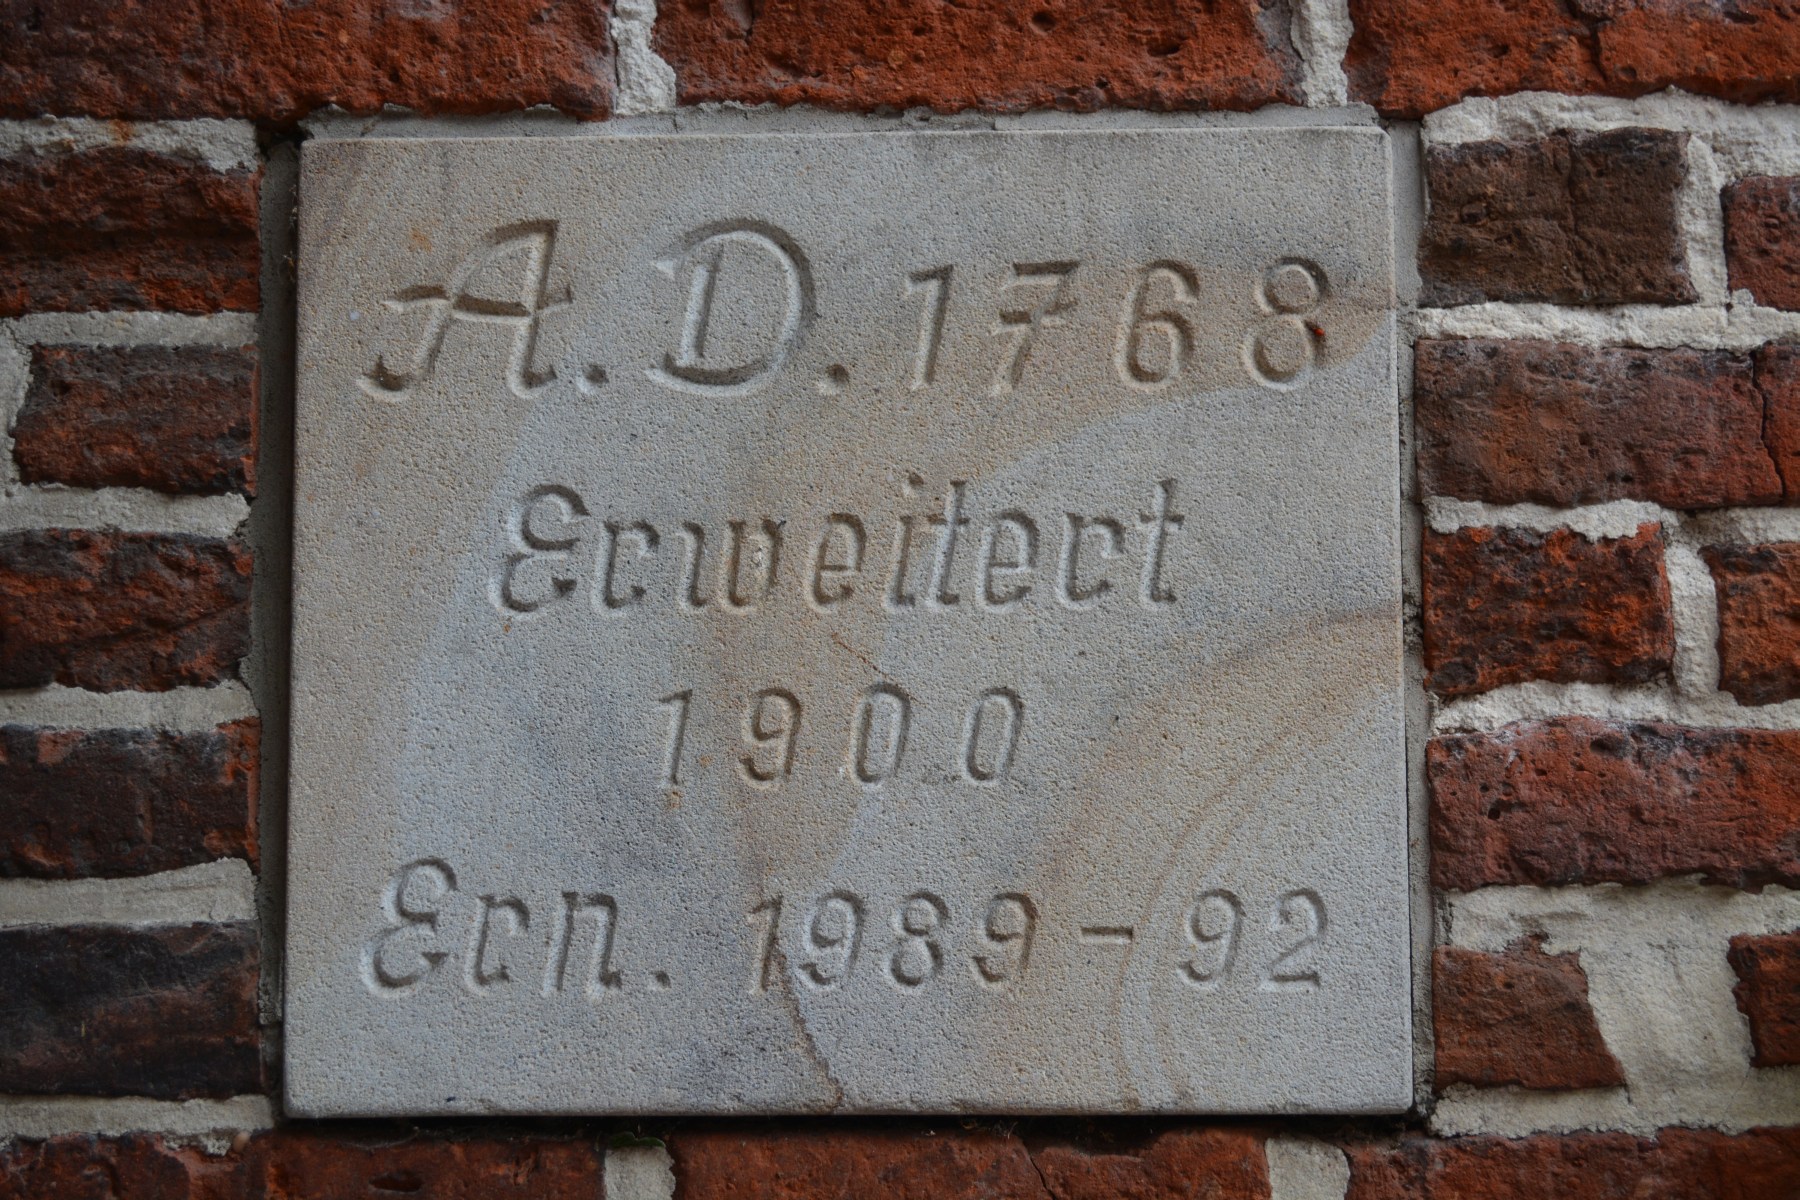 A. D. 1768
Erweitert
1900
Ern. 1989 - 92